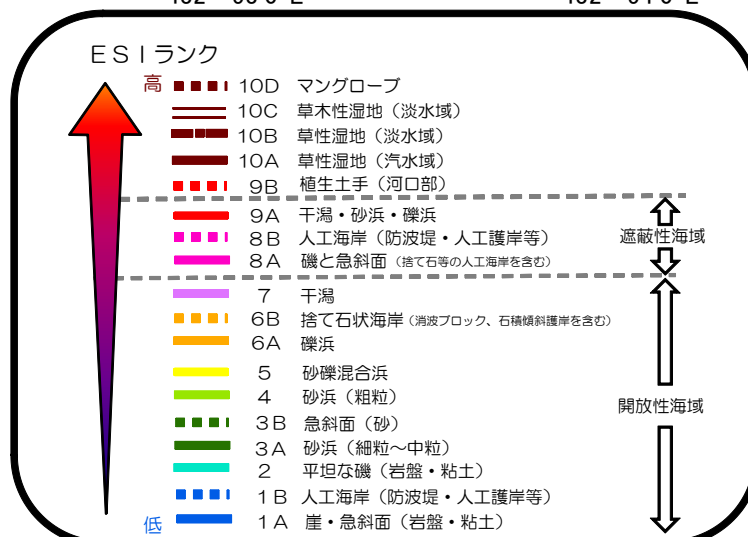 ESIランク
高 10D マングローブ
10C 草木性湿地（淡水域）
10B 草性湿地（淡水域）
10A 草性湿地（汽水域）
9B 植生土手（河口部）
9A 干潟・砂浜・礫浜
8B 人工海岸（防波堤・人工護岸等）
遮蔽性海域
8A 磯と急斜面（捨て石等の人工海岸を含む）
7 干潟
6B 捨て石状海岸（消波ブロック、石積傾斜護岸を含む）
6A 礫浜
5 砂礫混合浜
4 砂浜（粗粒）
開放性海域
3B 急斜面（砂）
3A 砂浜（細粒～中粒）
2 平坦な磯（岩盤・粘土）
1B 人工海岸（防波堤・人工護岸等）
低 1A 崖・急斜面（岩盤・粘土）